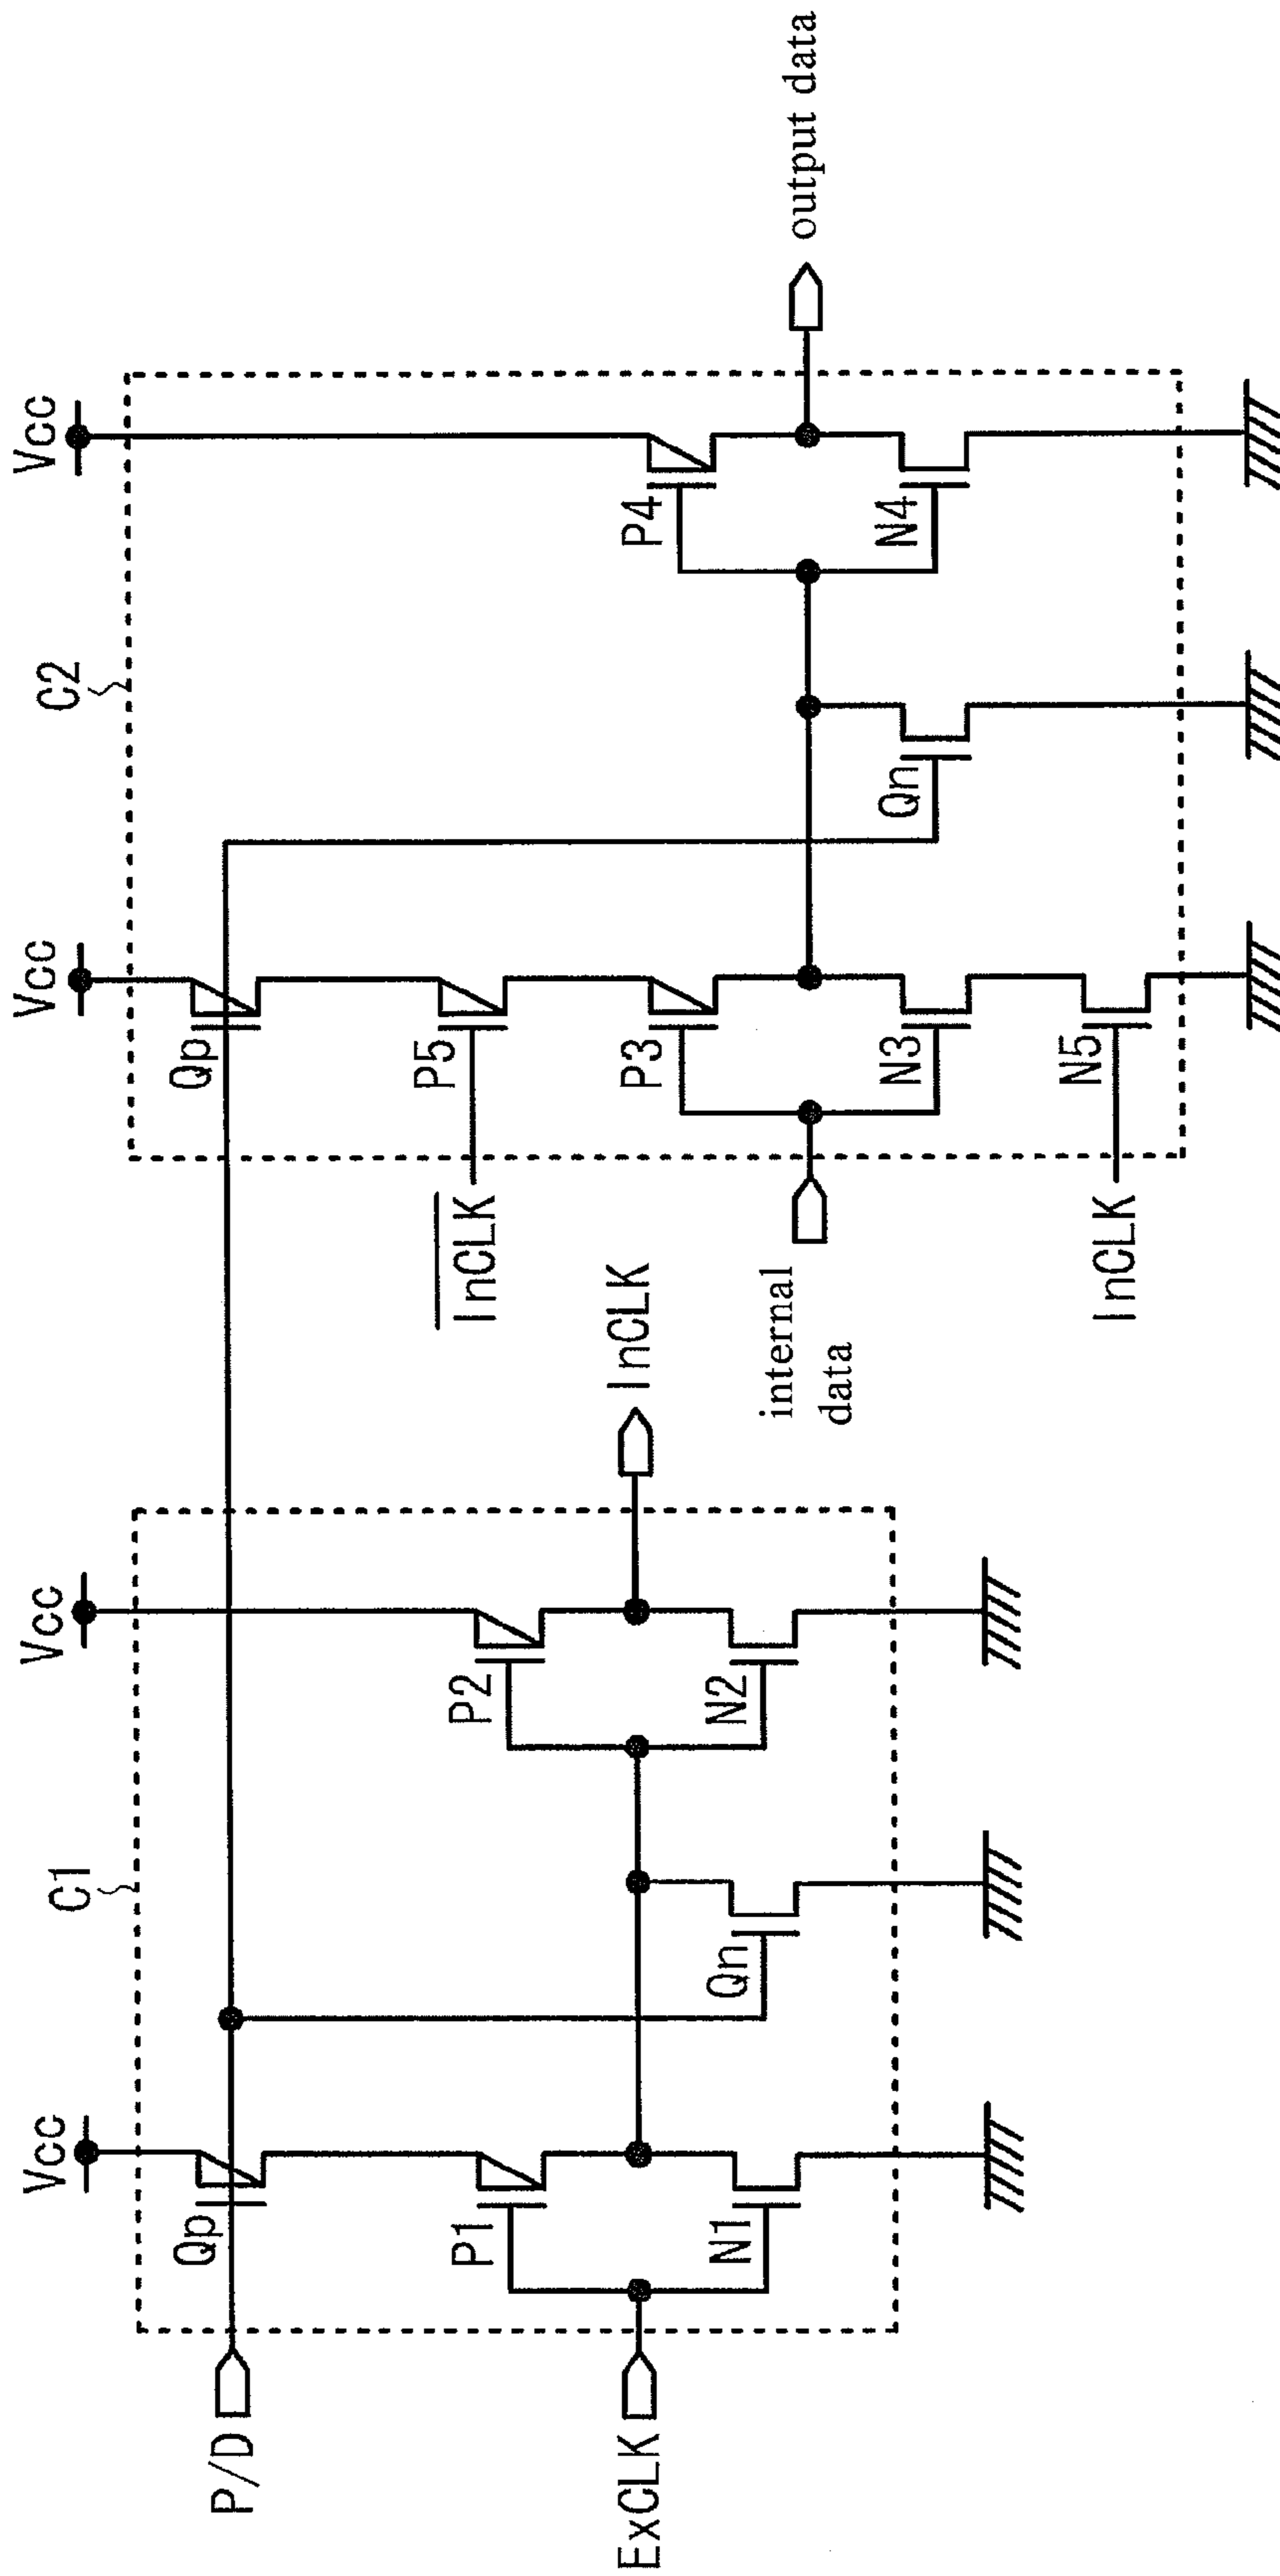 C1
C2
Vcc
Vcc
Vcc
Vcc
P/D
Qp
Qp
P5
InCLK
P1
P2
P3
P4
InCLK
ExCLK
internal
data
output data
N1
Qn
N2
N3
Qn
N4
N5
InCLK